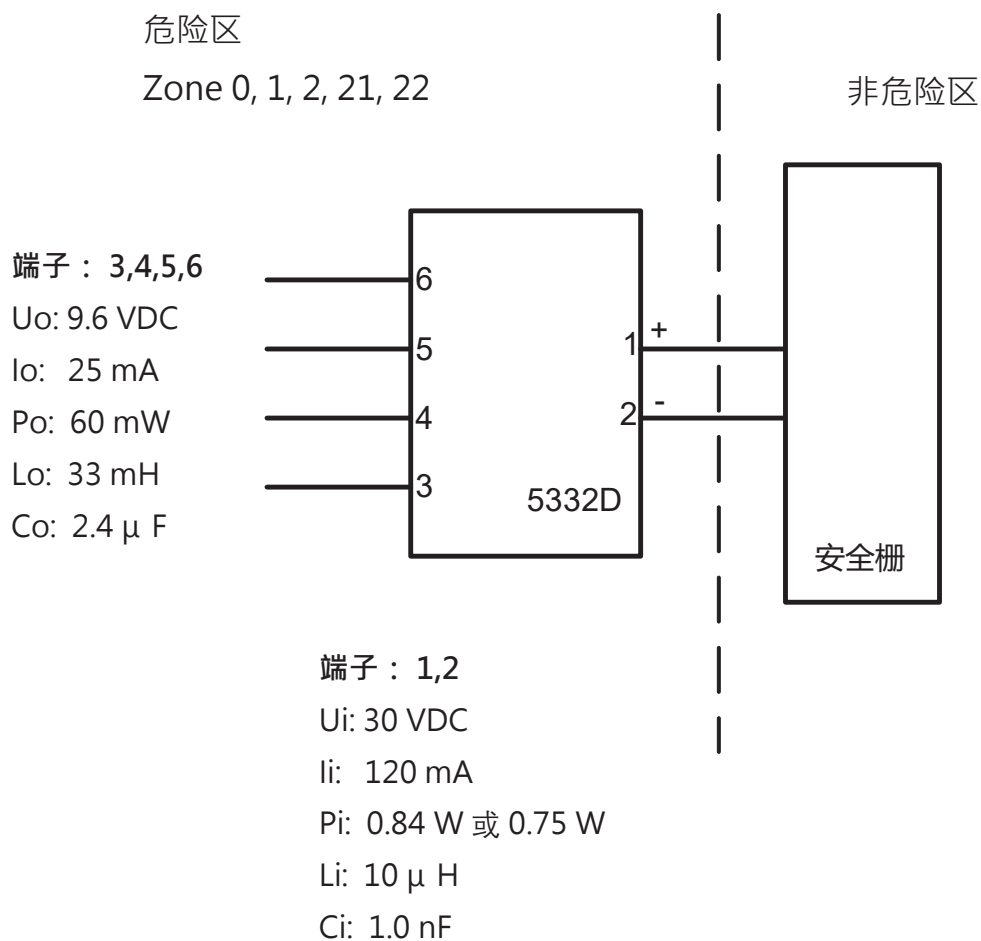 危险区
Zone 0, 1, 2, 21, 22
非危险区
端子： 3,4,5,6
Uo: 9.6 VDC
Io: 25 mA
Po: 60 mW
Lo: 33 mH
Co: 2.4 μ F
6
5
4
3
1
+
2
-
5332D
安全栅
端子： 1,2
Ui: 30 VDC
Ii: 120 mA
Pi: 0.84 W 或 0.75 W
Li: 10 μ H
Ci: 1.0 nF